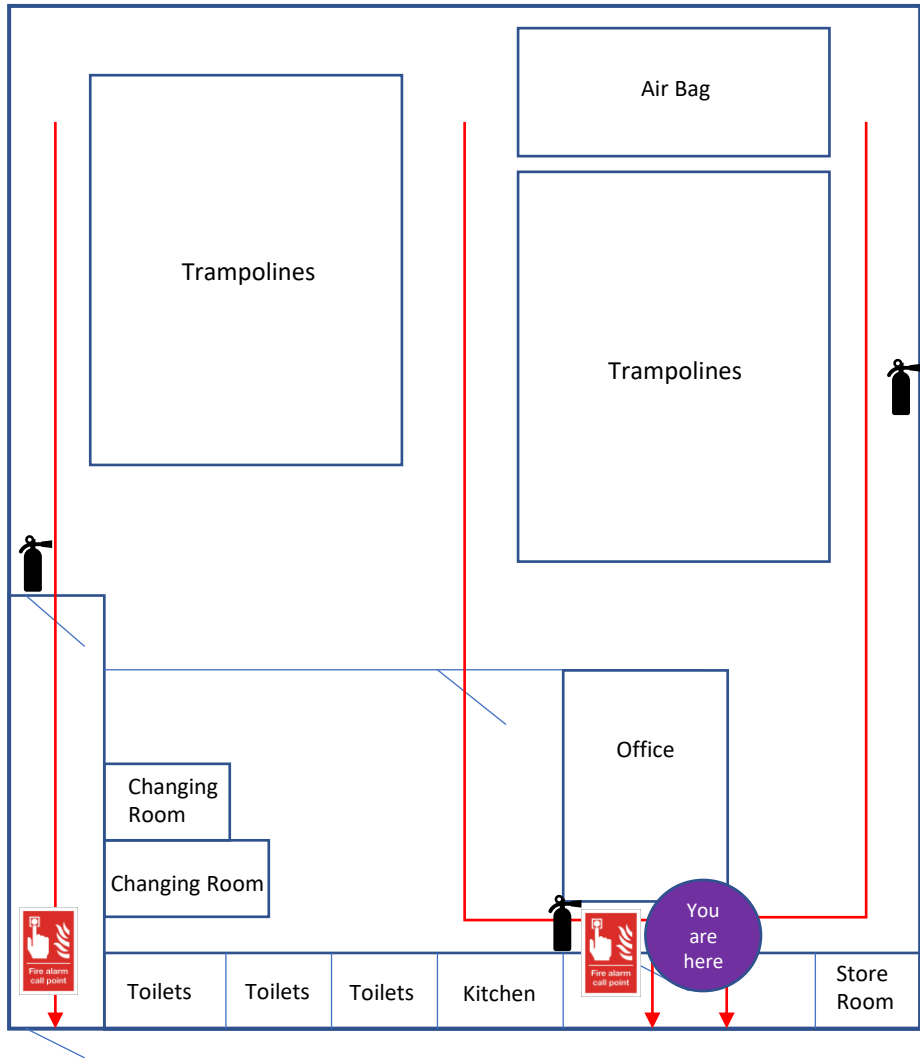 Air Bag
Trampolines
Trampolines
Office
Changing
Room
Changing Room
You
are
here
Fire alarm
call point
Fire alarm
call point
Toilets
Toilets
Toilets
Kitchen
Store
Room